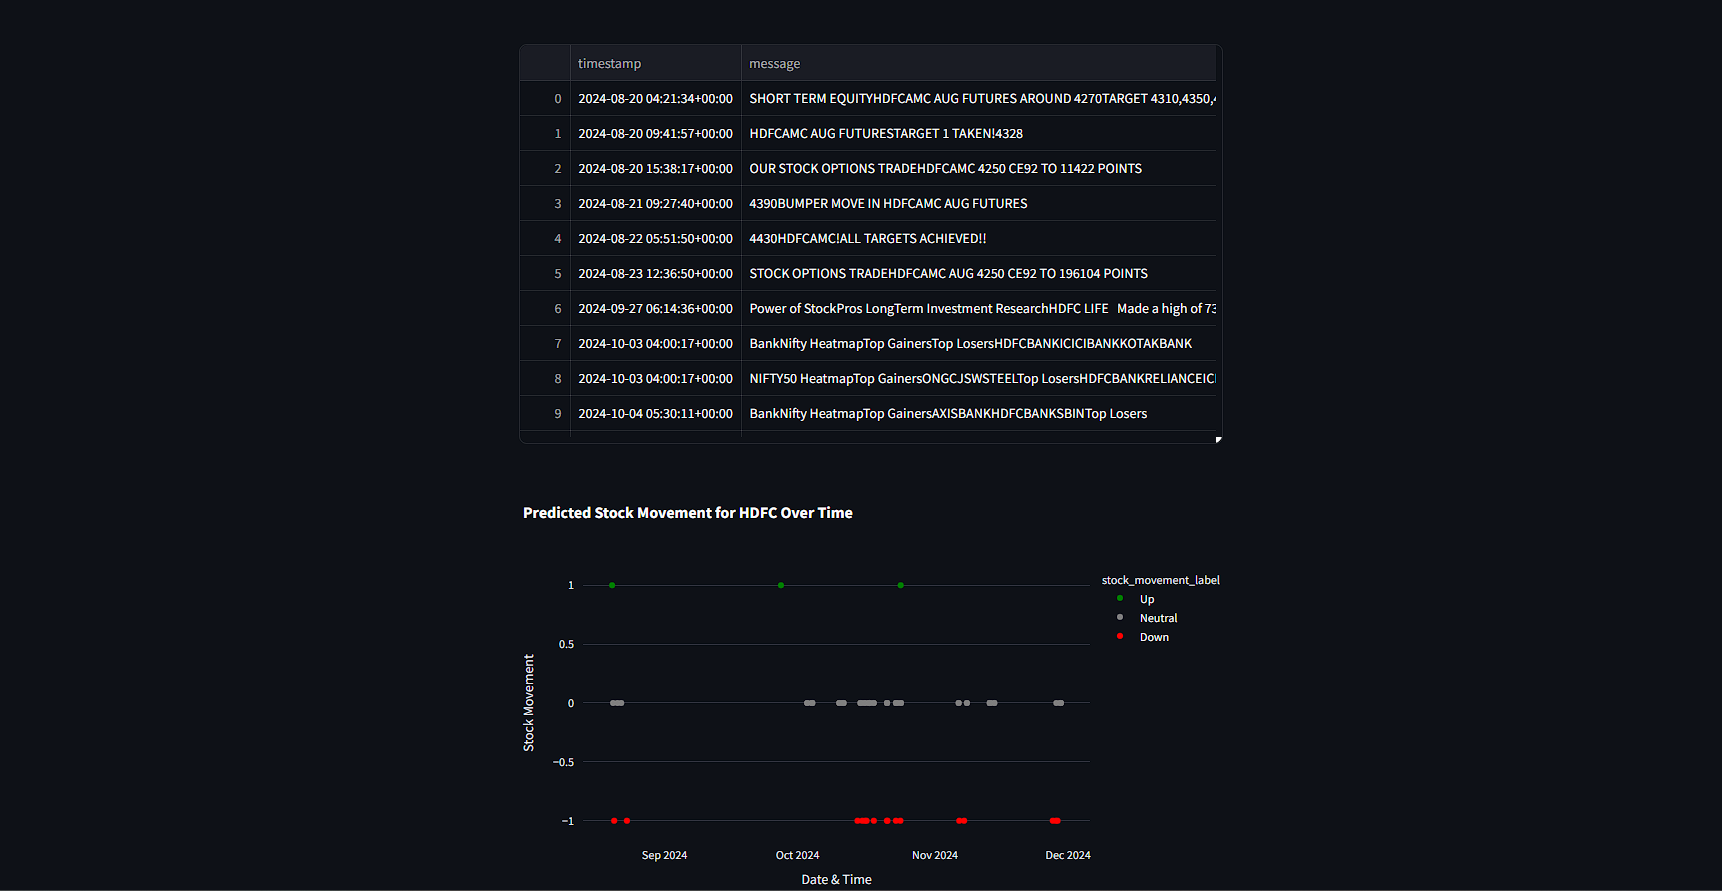 timestamp message
0 2024-08-20 04:21:34+00:00 SHORT TERM EQUITYHDFCAMC AUG FUTURES AROUND 4270TARGET 4310,4350,
1 2024-08-20 09:41:57+00:00 HDFCAMC AUG FUTURESTARGET 1 TAKEN!4328
2 2024-08-20 15:38:17+00:00 OUR STOCK OPTIONS TRADEHDFCAMC 4250 CE92 TO 11422 POINTS
3 2024-08-21 09:27:40+00:00 4390BUMPER MOVE IN HDFCAMC AUG FUTURES
4 2024-08-22 05:51:50+00:00 4430HDFCAMC!ALL TARGETS ACHIEVED!!
5 2024-08-23 12:36:50+00:00 STOCK OPTIONS TRADEHDFCAMC AUG 4250 CE92 TO 196104 POINTS
6 2024-09-27 06:14:36+00:00 Power of StockPros LongTerm Investment ResearchHDFC LIFE Made a high of 73
7 2024-10-03 04:00:17+00:00 BankNifty HeatmapTop GainersTop LosersHDFCBANKICICIBANKKOTAKBANK
8 2024-10-03 04:00:17+00:00 NIFTY50 HeatmapTop GainersONGCJSWSTEELTop LosersHDFCBANKRELIANCEICI
9 2024-10-04 05:30:11+00:00 BankNifty HeatmapTop GainersAXISBANKHDFCBANKSBINTop Losers
Predicted Stock Movement for HDFC Over Time
stock_movement_label
Up
Neutral
Down
1
0.5
0
−0.5
−1
Stock Movement
Sep 2024 Oct 2024 Nov 2024 Dec 2024
Date & Time